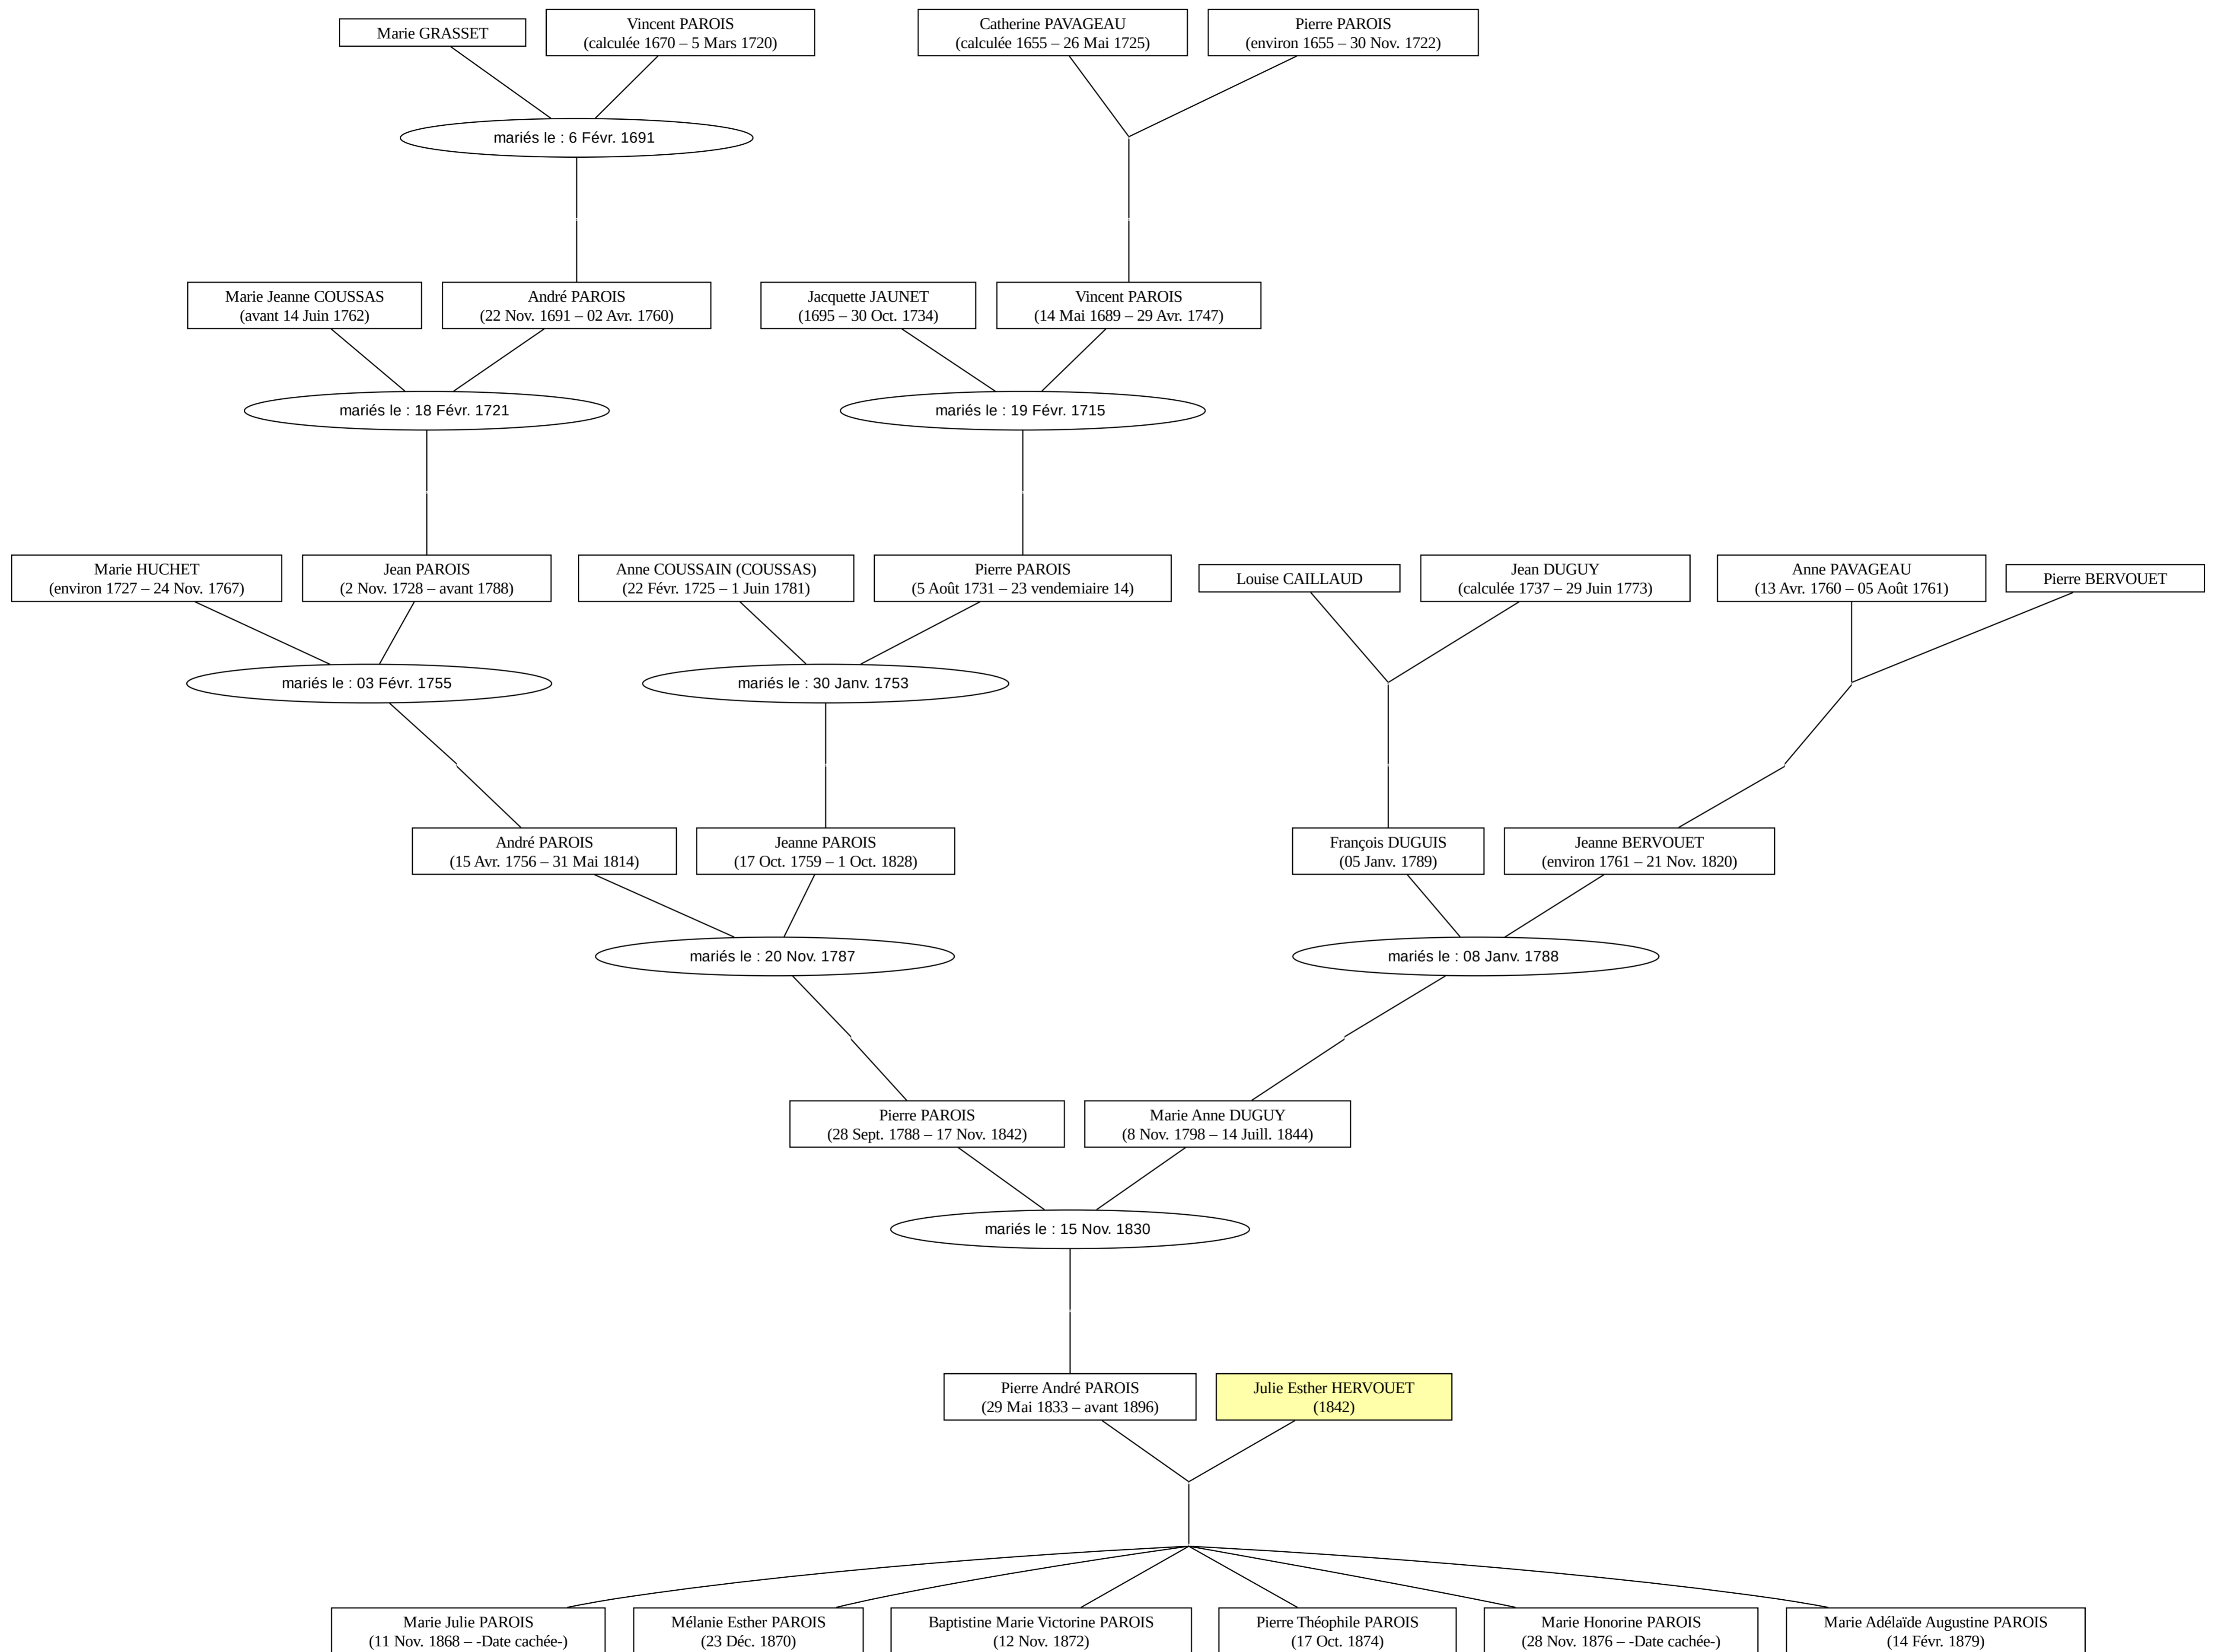 Marie GRASSET
Vincent PAROIS
(calculée 1670 – 5 Mars 1720)
Catherine PAVAGEAU
(calculée 1655 – 26 Mai 1725)
Pierre PAROIS
(environ 1655 – 30 Nov. 1722)
mariés le : 6 Févr. 1691
Marie Jeanne COUSSAS
(avant 14 Juin 1762)
André PAROIS
(22 Nov. 1691 – 02 Avr. 1760)
Jacquette JAUNET
(1695 – 30 Oct. 1734)
Vincent PAROIS
(14 Mai 1689 – 29 Avr. 1747)
mariés le : 18 Févr. 1721
mariés le : 19 Févr. 1715
Marie HUCHET
(environ 1727 – 24 Nov. 1767)
Jean PAROIS
(2 Nov. 1728 – avant 1788)
Anne COUSSAIN (COUSSAS)
(22 Févr. 1725 – 1 Juin 1781)
Pierre PAROIS
(5 Août 1731 – 23 vendemiaire 14)
Louise CAILLAUD
Jean DUGUY
(calculée 1737 – 29 Juin 1773)
Anne PAVAGEAU
(13 Avr. 1760 – 05 Août 1761)
Pierre BERVOUET
mariés le : 03 Févr. 1755
mariés le : 30 Janv. 1753
André PAROIS
(15 Avr. 1756 – 31 Mai 1814)
Jeanne PAROIS
(17 Oct. 1759 – 1 Oct. 1828)
François DUGUIS
(05 Janv. 1789)
Jeanne BERVOUET
(environ 1761 – 21 Nov. 1820)
mariés le : 20 Nov. 1787
mariés le : 08 Janv. 1788
Pierre PAROIS
(28 Sept. 1788 – 17 Nov. 1842)
Marie Anne DUGUY
(8 Nov. 1798 – 14 Juill. 1844)
mariés le : 15 Nov. 1830
Pierre André PAROIS
(29 Mai 1833 – avant 1896)
Julie Esther HERVOUET
(1842)
Marie Julie PAROIS
(11 Nov. 1868 – -Date cachée-)
Mélanie Esther PAROIS
(23 Déc. 1870)
Baptistine Marie Victorine PAROIS
(12 Nov. 1872)
Pierre Théophile PAROIS
(17 Oct. 1874)
Marie Honorine PAROIS
(28 Nov. 1876 – -Date cachée-)
Marie Adélaïde Augustine PAROIS
(14 Févr. 1879)